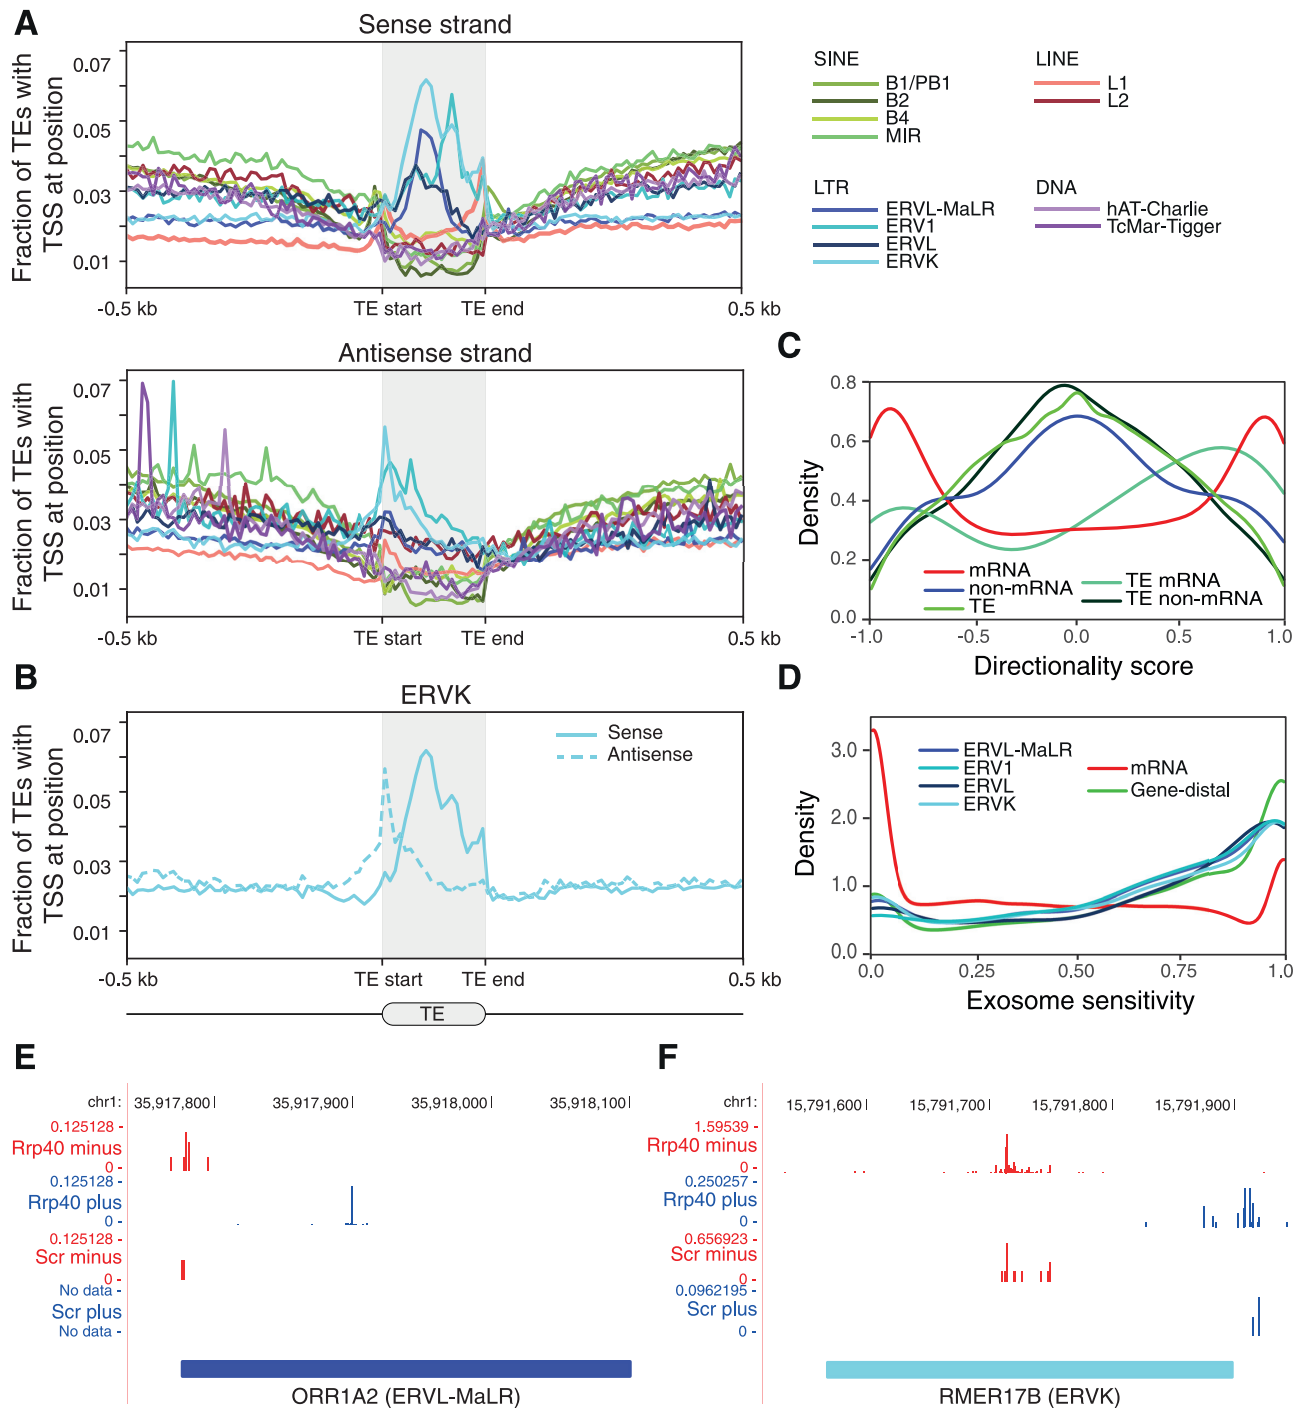 A
Sense strand
Fraction of TEs with
TSS at position
0.07
0.05
0.03
0.01
-0.5 kb
TE start
TE end
0.5 kb
SINE
B1/PB1
B2
B4
MIR
LINE
L1
L2
LTR
ERVL-MaLR
ERV1
ERVL
ERVK
DNA
hAT-Charlie
TcMar-Tigger
Antisense strand
Fraction of TEs with
TSS at position
0.07
0.05
0.03
0.01
-0.5 kb
TE start
TE end
0.5 kb
B
ERVK
Fraction of TEs with
TSS at position
0.07
0.05
0.03
0.01
Sense
Antisense
-0.5 kb
TE start
TE end
0.5 kb
TE
C
Density
0.8
0.6
0.4
0.2
0.0
mRNA
non-mRNA
TE
TE mRNA
TE non-mRNA
-1.0
-0.5
0.0
0.5
1.0
Directionality score
D
Density
3.0
2.0
1.0
0.0
ERVL-MaLR
ERV1
ERVL
ERVK
mRNA
Gene-distal
0.0
0.25
0.50
0.75
1.0
Exosome sensitivity
E
chr1: 35,917,800 35,917,900 35,918,000 35,918,100
0.125128 -
Rrp40 minus
0 -
0.125128 -
Rrp40 plus
0 -
0.125128 -
Scr minus
0 -
No data -
Scr plus
No data -
ORR1A2 (ERVL-MaLR)
F
chr1: 15,791,600 15,791,700 15,791,800 15,791,900
1.59539 -
Rrp40 minus
0 -
0.250257 -
Rrp40 plus
0 -
0.656923 -
Scr minus
0 -
0.0962195 -
Scr plus
0 -
RMER17B (ERVK)